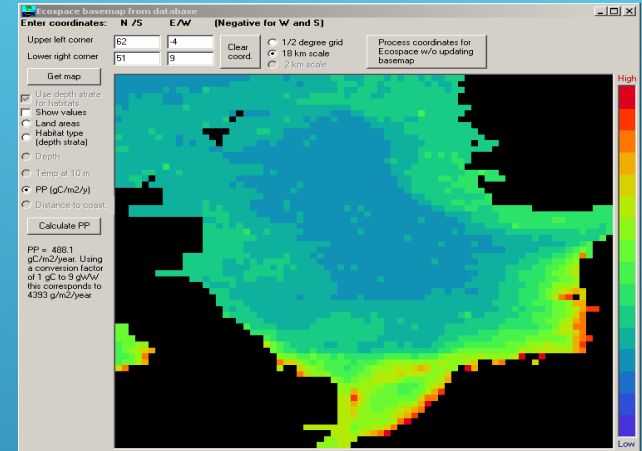 Ecospace basemap from database
Enter coordinates: N /S E/W (Negative for W and S)
Upper left corner 62 -4
Lower right corner 51 9
Clear
coord.
1/2 degree grid
18 km scale
2 km scale
Process coordinates for
Ecospace w/o updating
basemap
Get map
Use depth strata
for habitats
Show values
Land areas
Habitat type
(depth strata)
Depth
Temp at 10 m
PP (gC/m2/y)
Distance to coast:
Calculate PP
PP = 488.1
gC/m2/year. Using
a conversion factor
of 1 gC to 9 gWW
this corresponds to
4393 g/m2/year
High
Low